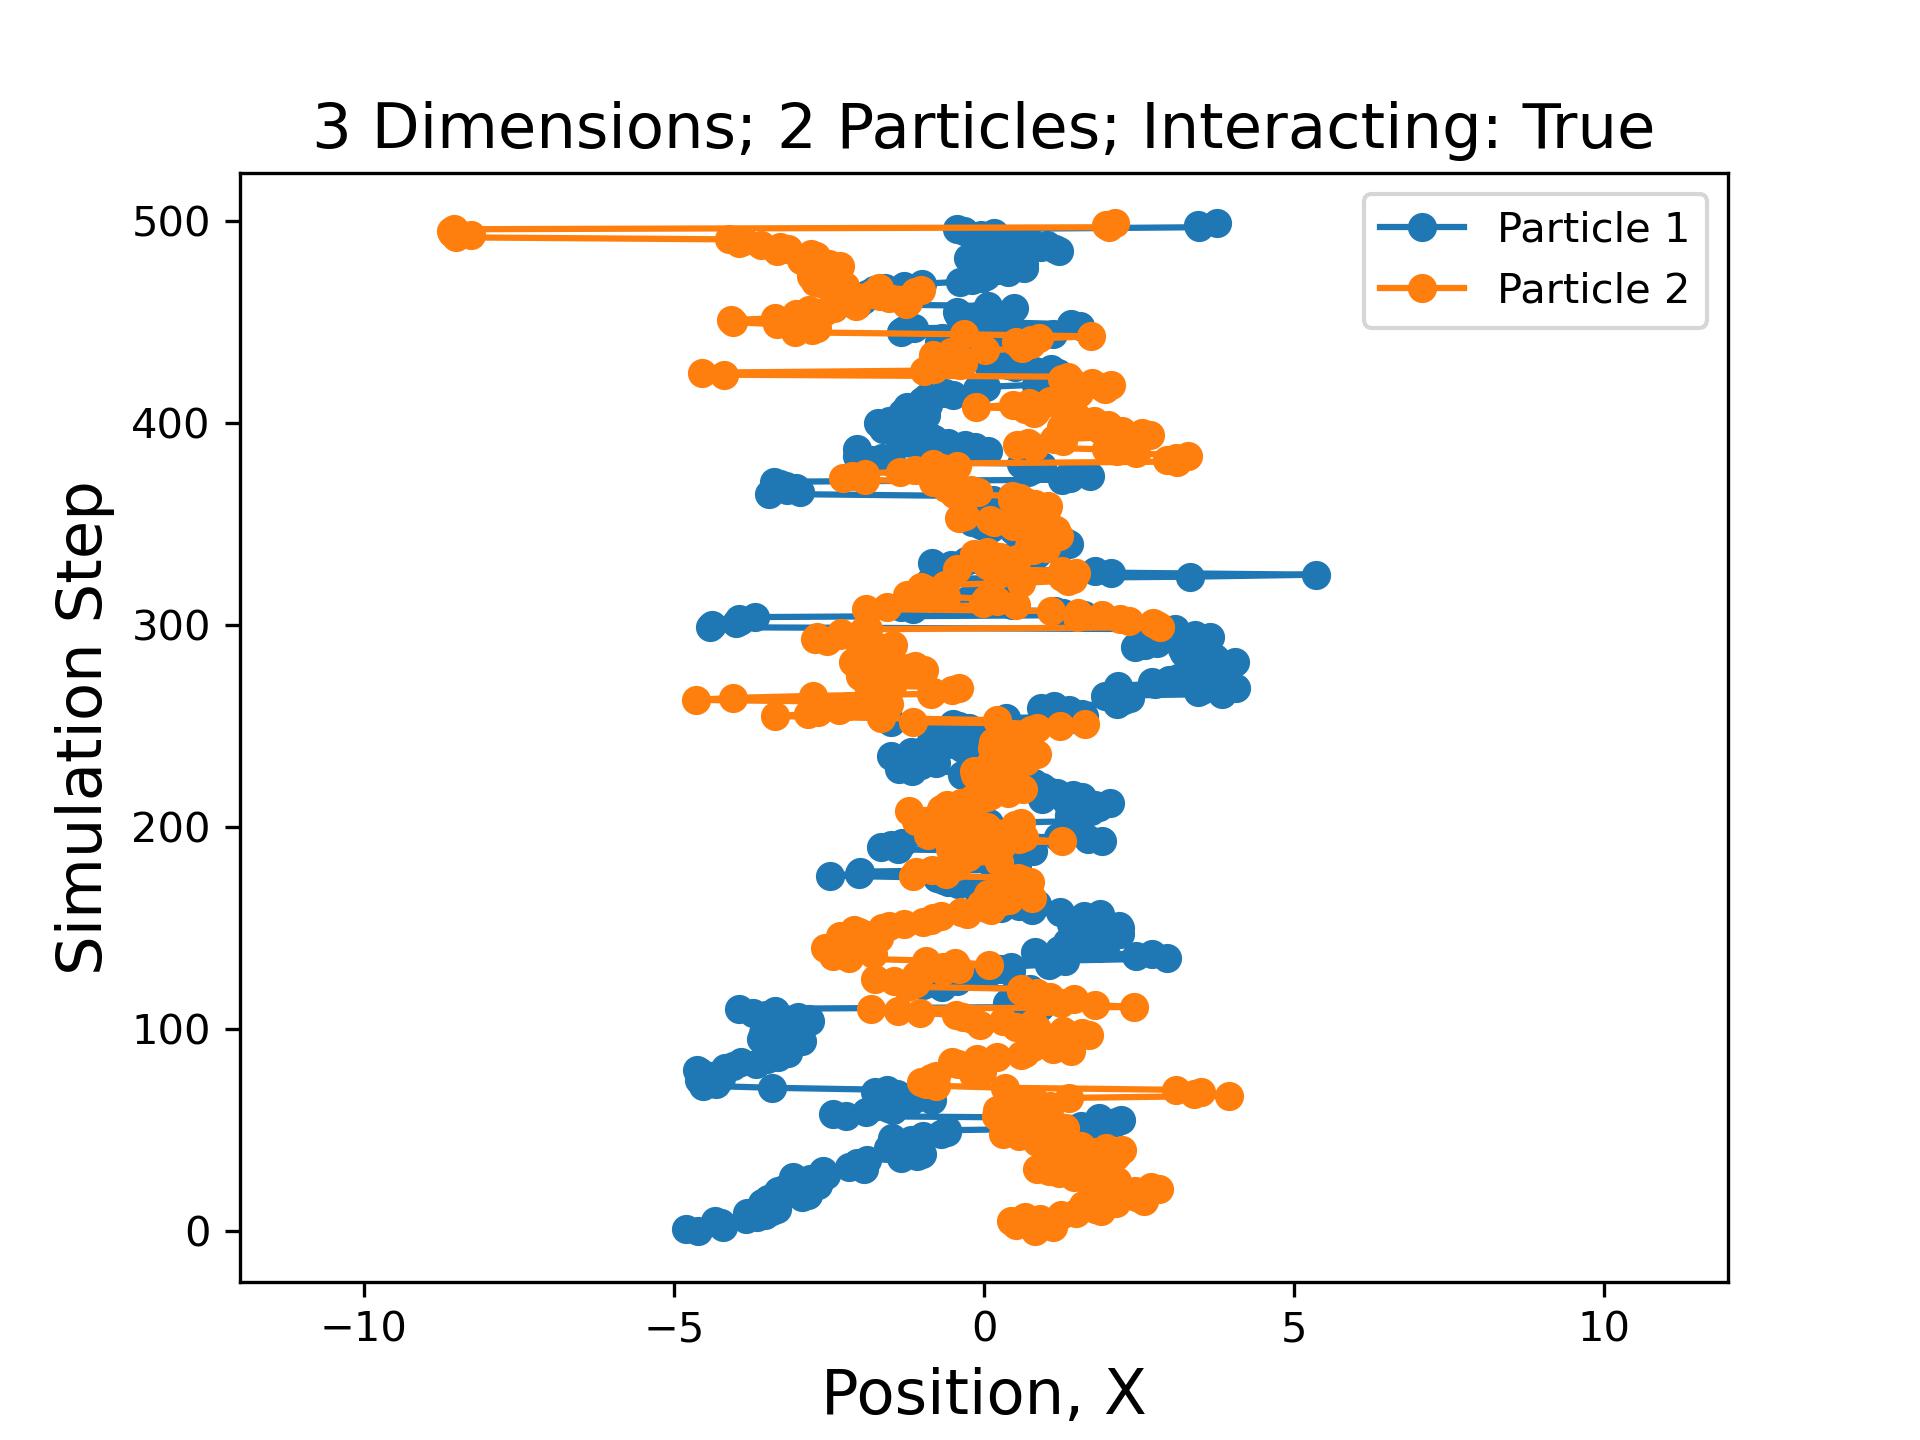 3 Dimensions; 2 Particles; Interacting: True
Particle 1
Particle 2
500
400
300
200
100
0
Simulation Step
−10
−5
0
5
10
Position, X